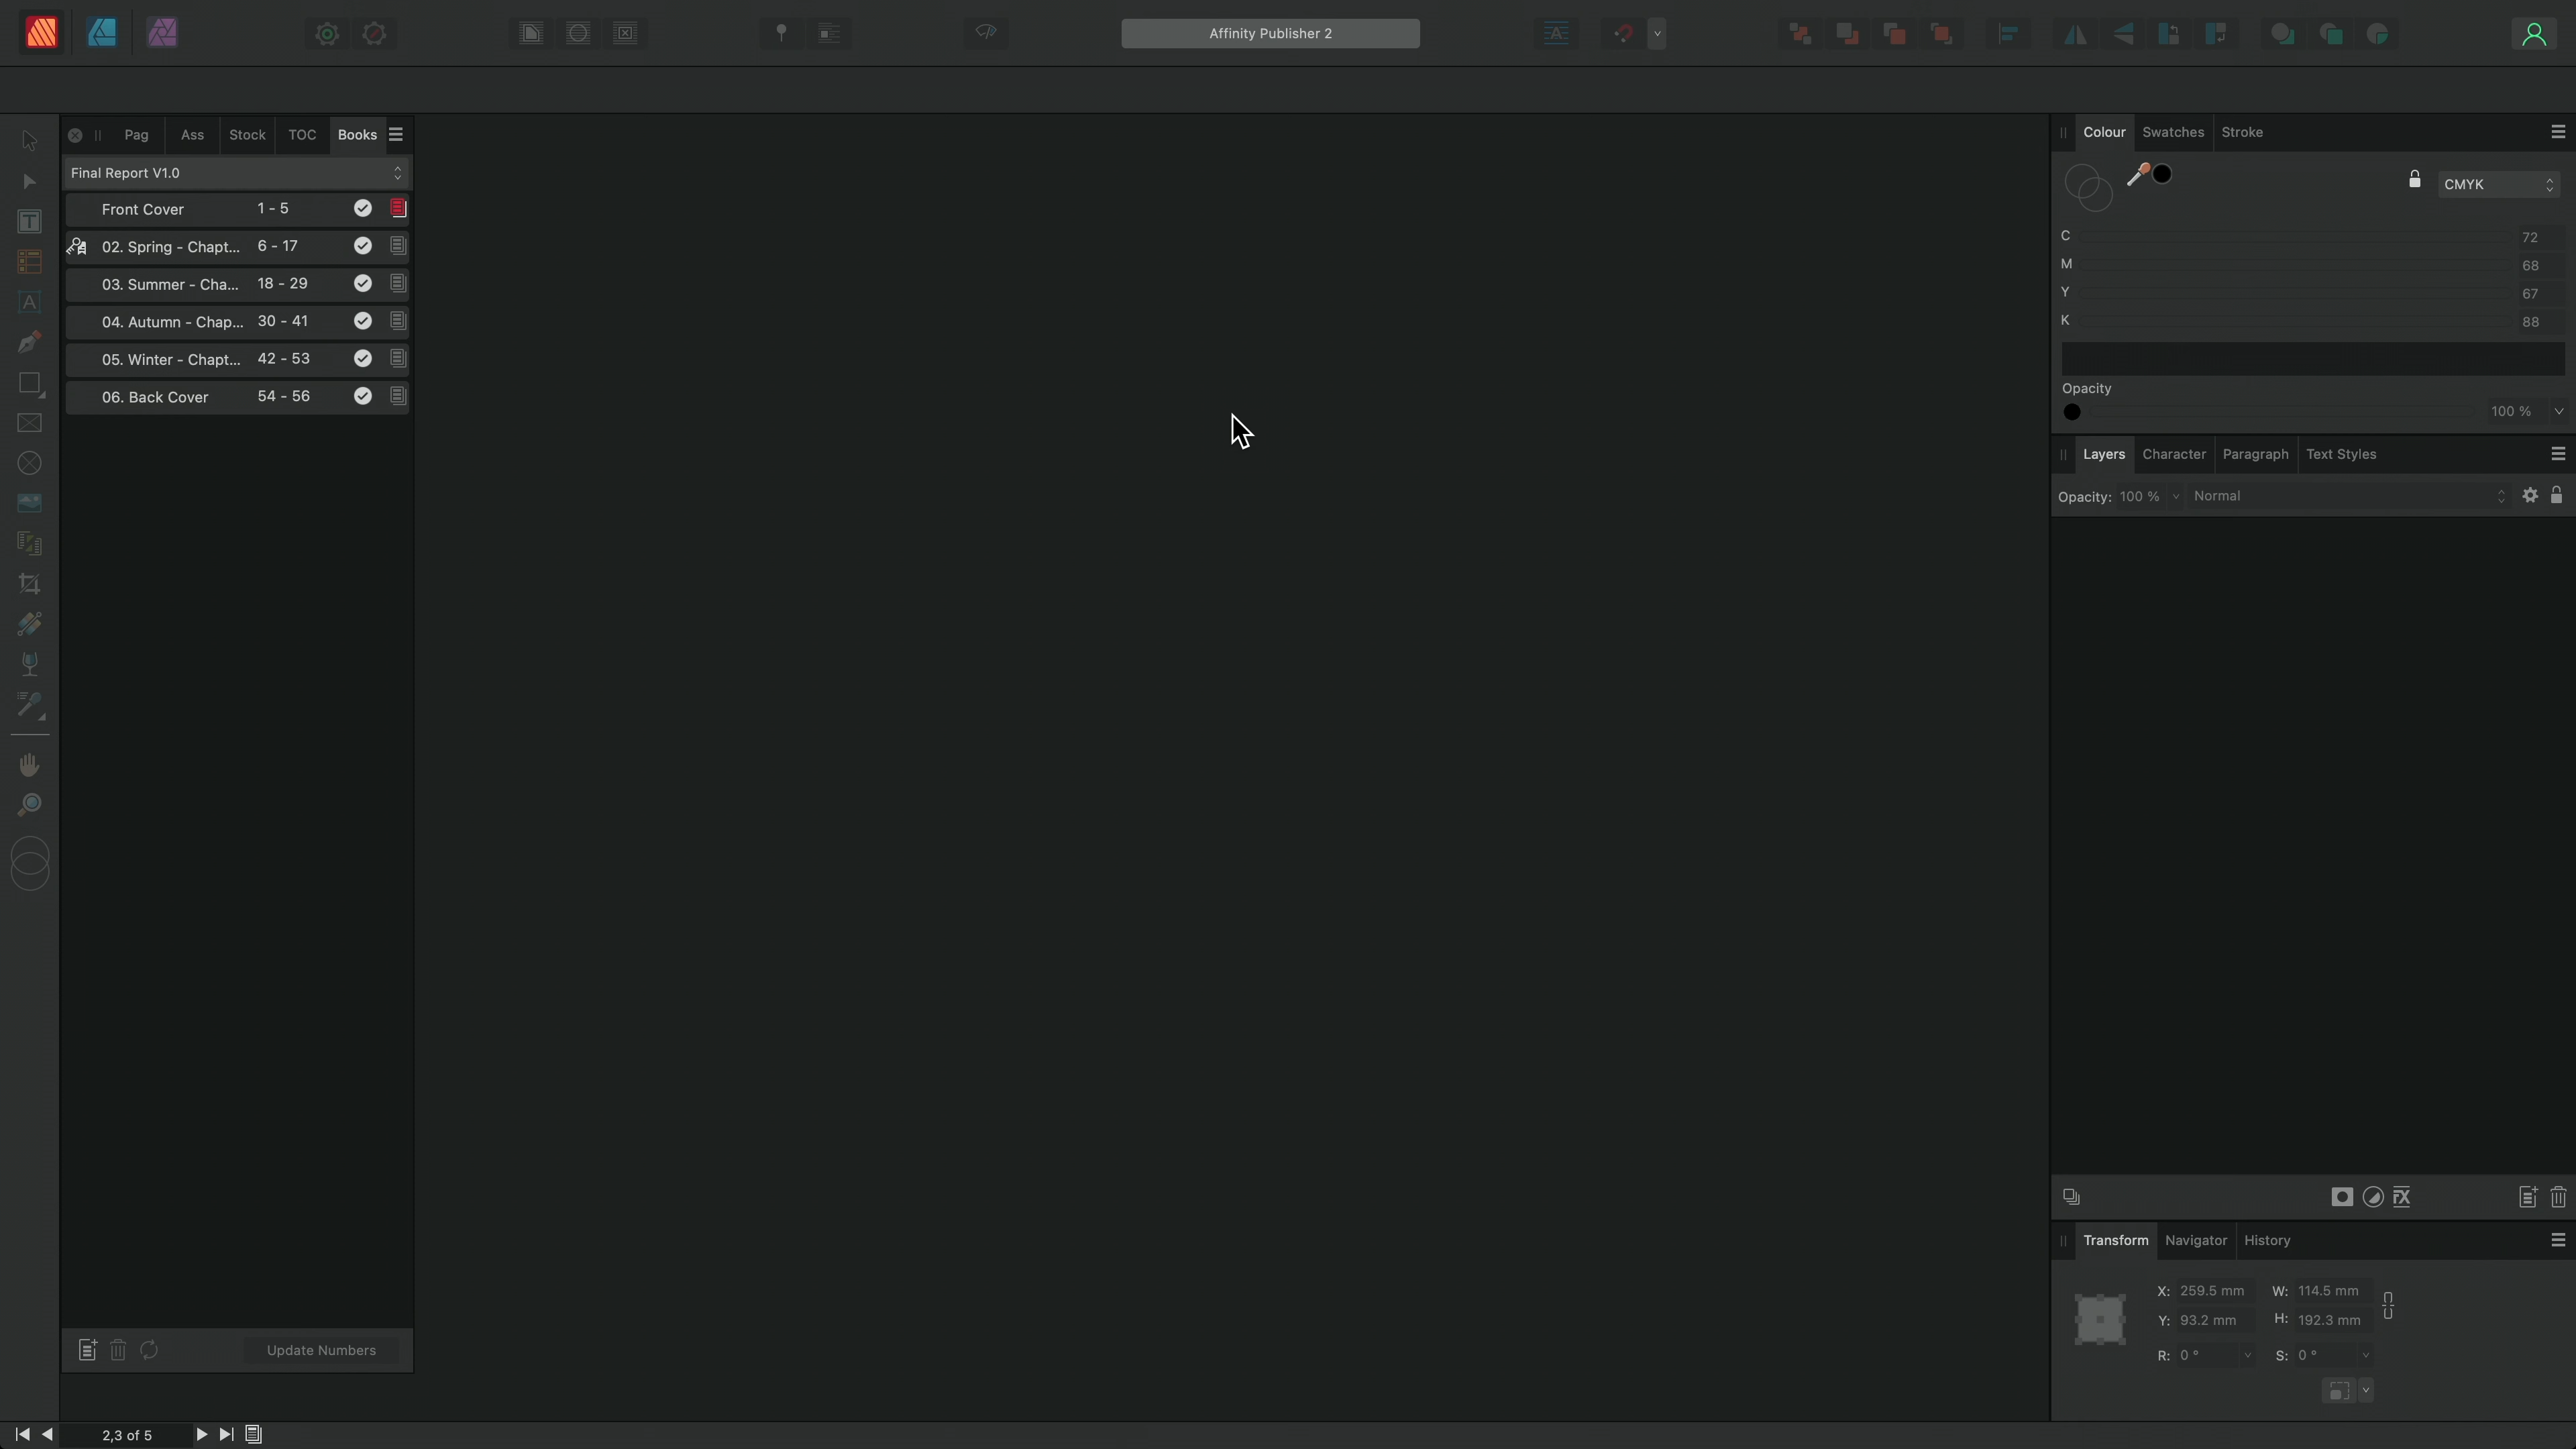 Affinity Publisher 2
Pag Ass Stock TOC Books
Final Report V1.0
Front Cover 1 - 5
02. Spring - Chapt... 6 - 17
03. Summer - Cha... 18 - 29
04. Autumn - Chap... 30 - 41
05. Winter - Chapt... 42 - 53
06. Back Cover 54 - 56
Update Numbers
2,3 of 5
Colour Swatches Stroke
CMYK
C 72
M 68
Y 67
K 88
Opacity
100 %
Layers Character Paragraph Text Styles
Opacity: 100 % Normal
Transform Navigator History
X: 259.5 mm W: 114.5 mm
Y: 93.2 mm H: 192.3 mm
R: 0 ° S: 0 °